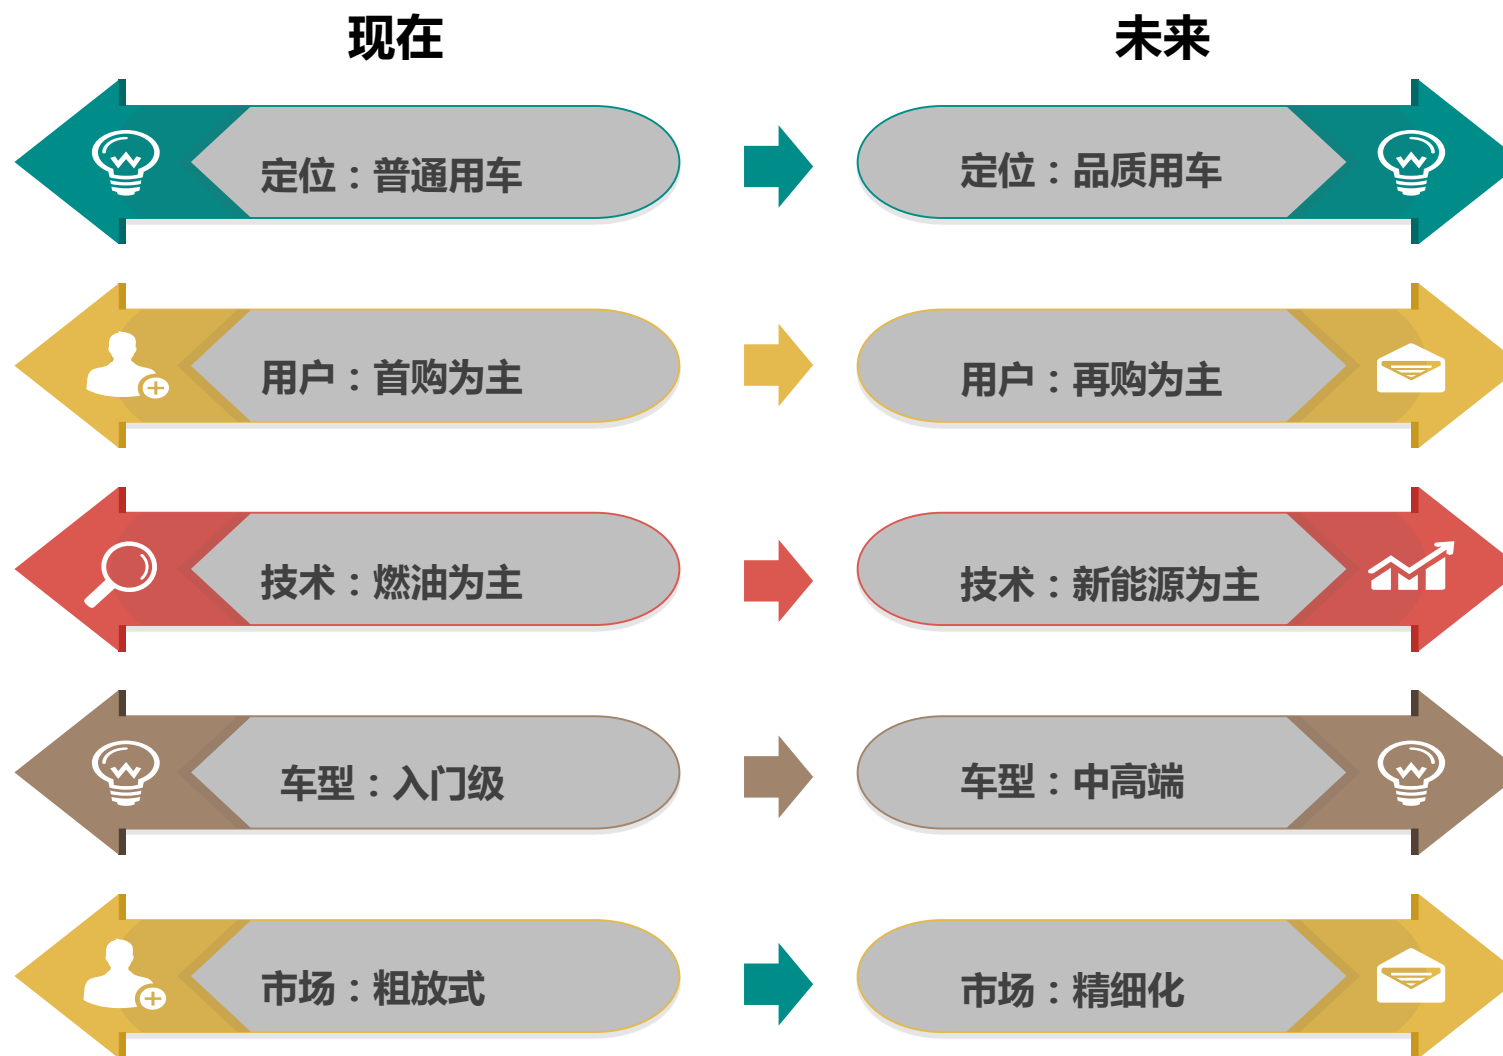 现在
未来
定位：普通用车
定位：品质用车
用户：首购为主
用户：再购为主
技术：燃油为主
技术：新能源为主
车型：入门级
车型：中高端
市场：粗放式
市场：精细化